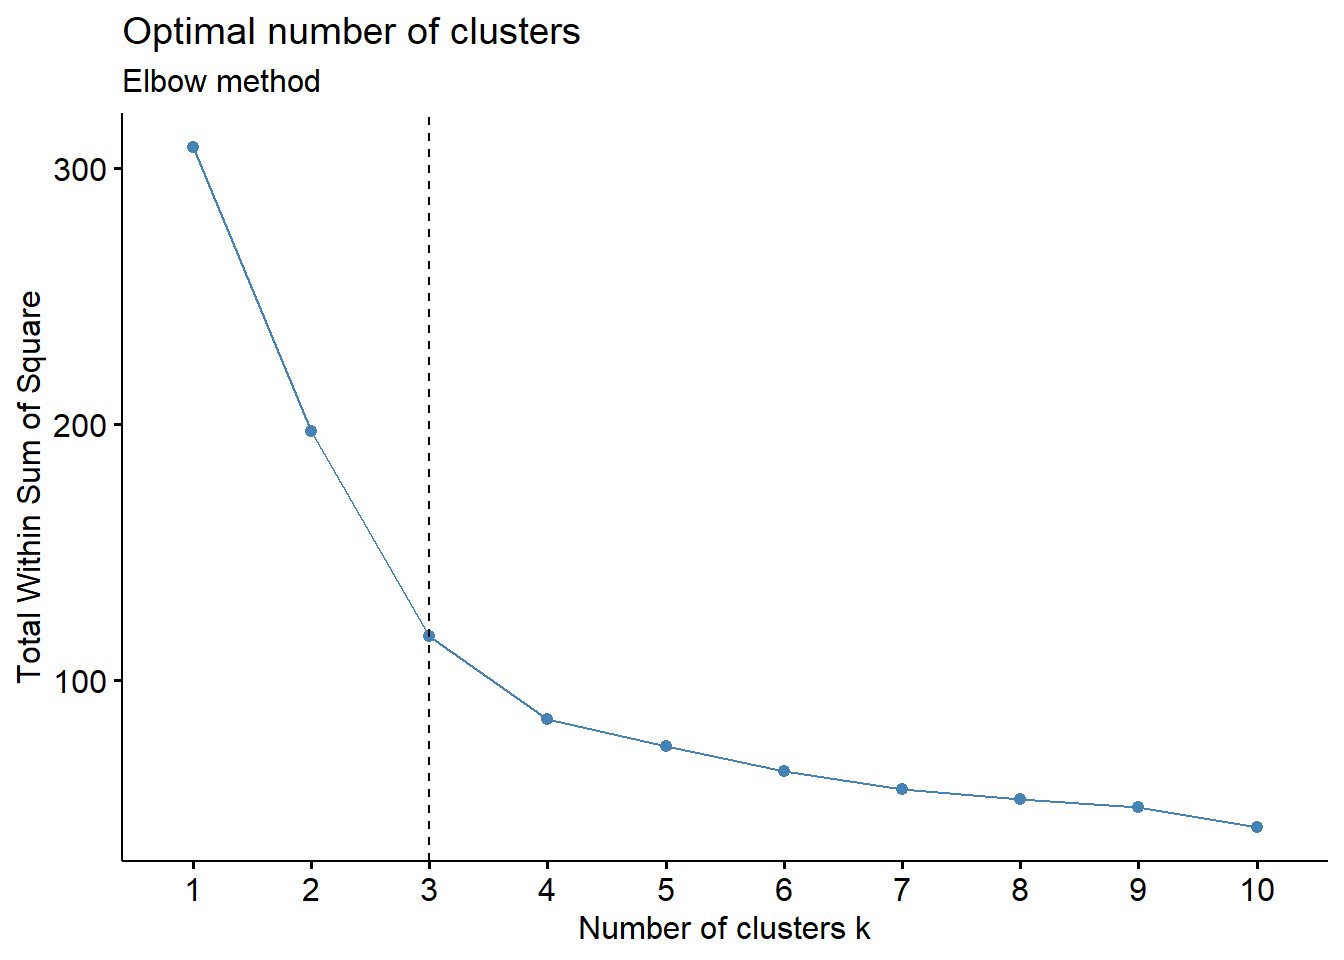 Optimal number of clusters
Elbow method
300
200
100
Total Within Sum of Square
1 2 3 4 5 6 7 8 9 10
Number of clusters k